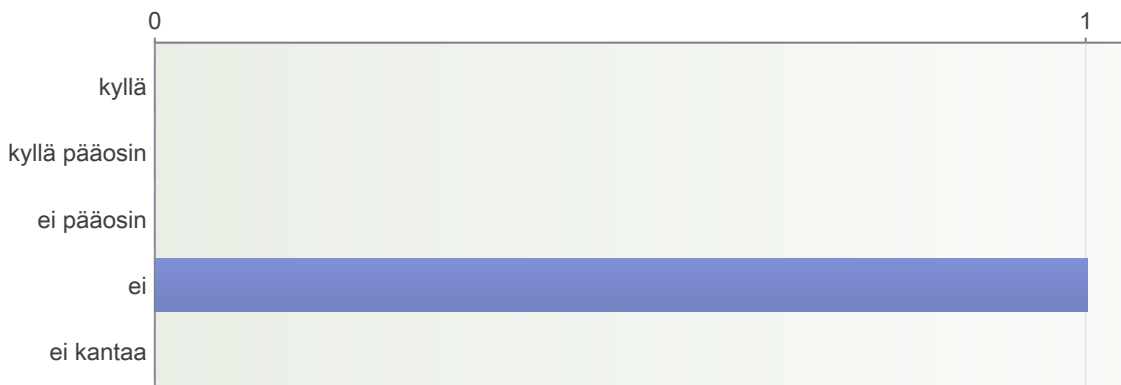 0 1
kyllä
kyllä pääosin
ei pääosin
ei
ei kantaa